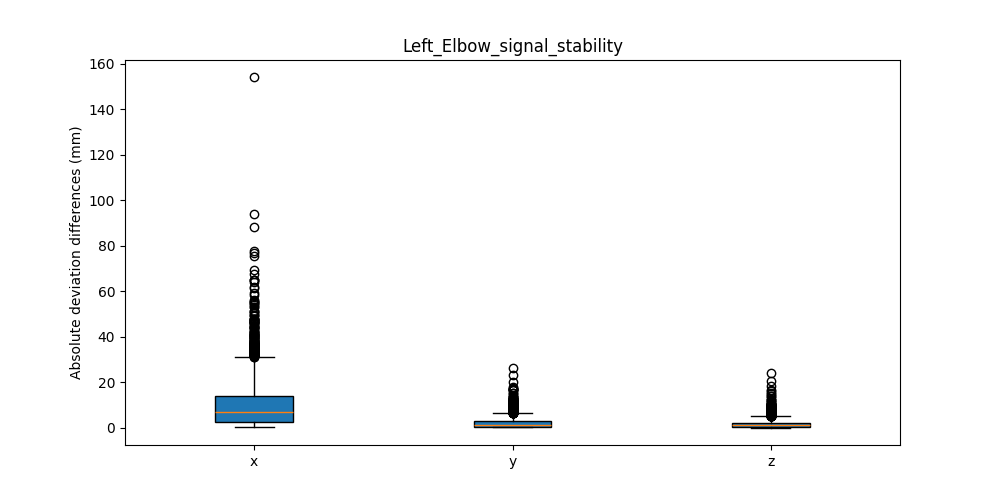 Left_Elbow_signal_stability
Absolute deviation differences (mm)
160
140
120
100
80
60
40
20
0
x
y
z